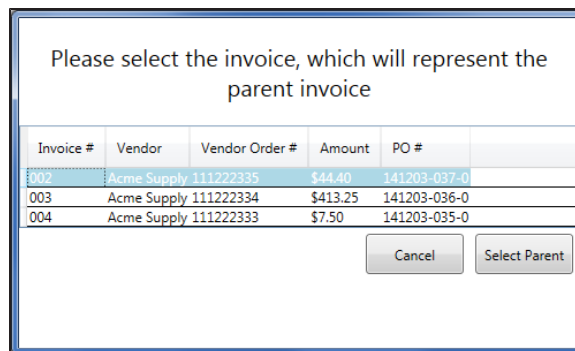 Please select the invoice, which will represent the
parent invoice
Invoice # Vendor Vendor Order # Amount PO #
002 Acme Supply 111222335 $44.40 141203-037-0
003 Acme Supply 111222334 $413.25 141203-036-0
004 Acme Supply 111222333 $7.50 141203-035-0
Cancel Select Parent